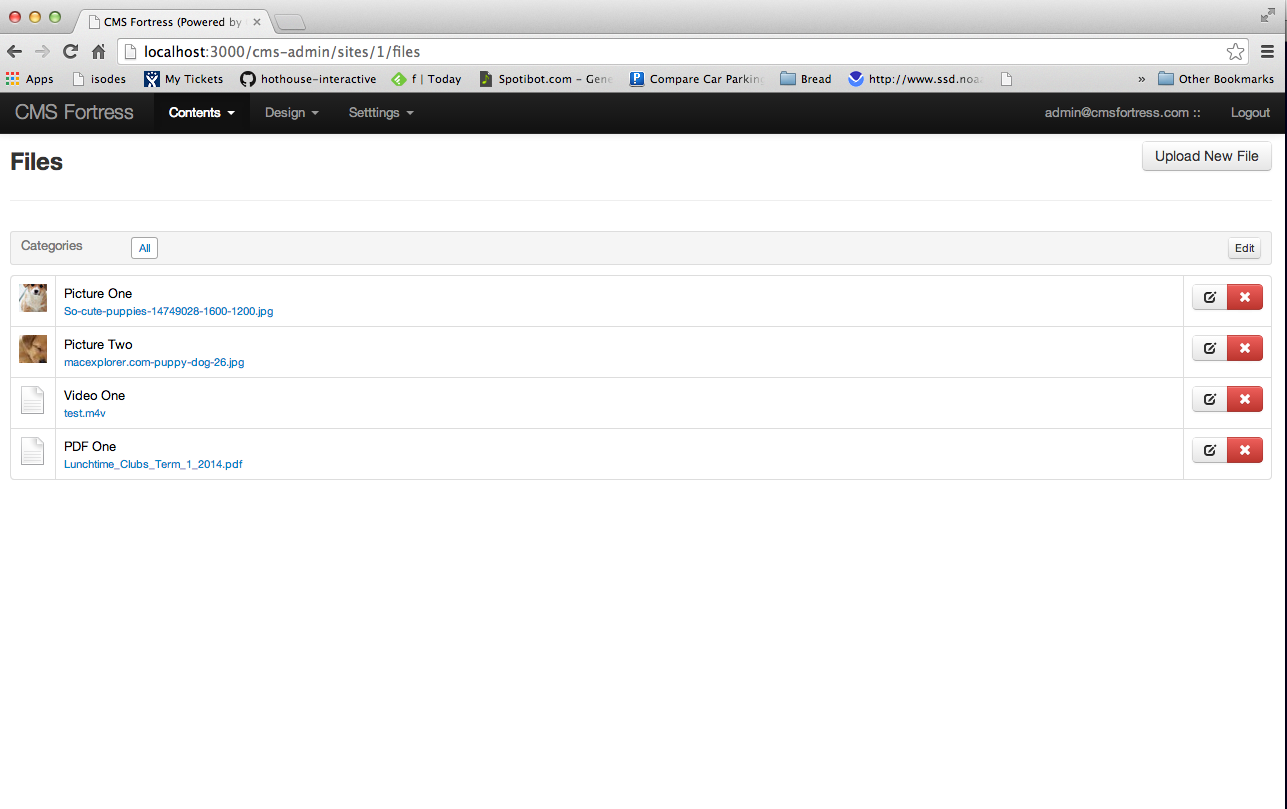 CMS Fortress (Powered by
localhost:3000/cms-admin/sites/1/files
Apps isodes My Tickets hothouse-interactive f | Today Spotibot.com – Gene Compare Car Parking http://www.ssd.noaa Bread » Other Bookmarks
CMS Fortress Contents Design Setttings admin@cmsfortress.com :: Logout
Files Upload New File
Categories All Edit
Picture One
So-cute-puppies-14749028-1600-1200.jpg
Picture Two
macexplorer.com-puppy-dog-26.jpg
Video One
test.m4v
PDF One
Lunchtime_Clubs_Term_1_2014.pdf